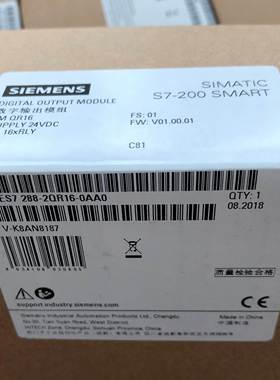 SIEMENS
SIMATIC
S7-200 SMART
DIGITAL OUTPUT MODULE
数字输出模组
M QR16
UPPLY 24VDC
16xRLY
FS: 01
FW: V01.00.01
C81
ES7 288-2QR16-0AA0
QTY: 1
08.2018
V-K8AN8187
质量检验合格
support.industry.siemens.com
Siemens Industrial Automation Products Ltd., Chengdu
Made in China
中国制造